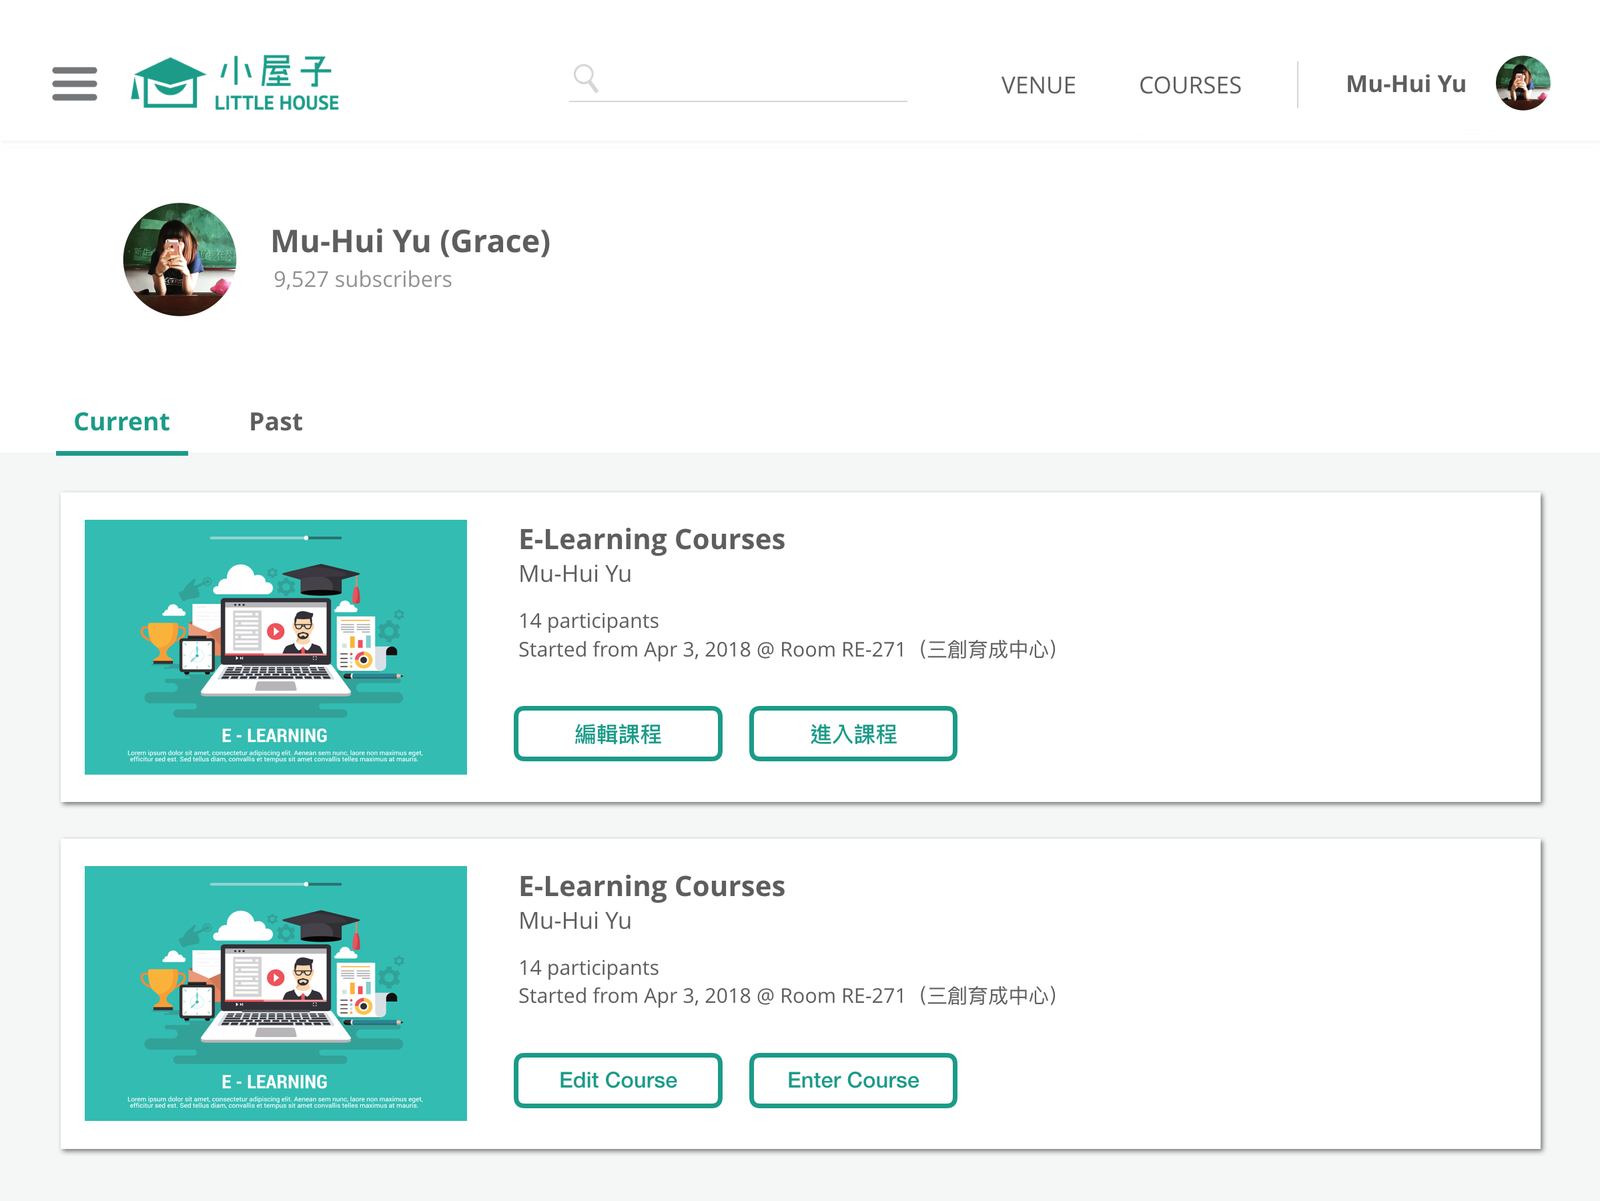 小屋子
LITTLE HOUSE
VENUE
COURSES
Mu-Hui Yu
Mu-Hui Yu (Grace)
9,527 subscribers
Current
Past
E-Learning Courses
Mu-Hui Yu
14 participants
Started from Apr 3, 2018 @ Room RE-271（三創育成中心）
編輯課程
進入課程
E - LEARNING
Lorem ipsum dolor sit amet, consectetur adipiscing elit. Aenean sem nunc, laore non maximus eget,
efficitur sed est. Sed tellus diam, convallis et tempus sit amet convallis telles maximus at mauris.
E-Learning Courses
Mu-Hui Yu
14 participants
Started from Apr 3, 2018 @ Room RE-271（三創育成中心）
Edit Course
Enter Course
E - LEARNING
Lorem ipsum dolor sit amet, consectetur adipiscing elit. Aenean sem nunc, laore non maximus eget,
efficitur sed est. Sed tellus diam, convallis et tempus sit amet convallis telles maximus at mauris.